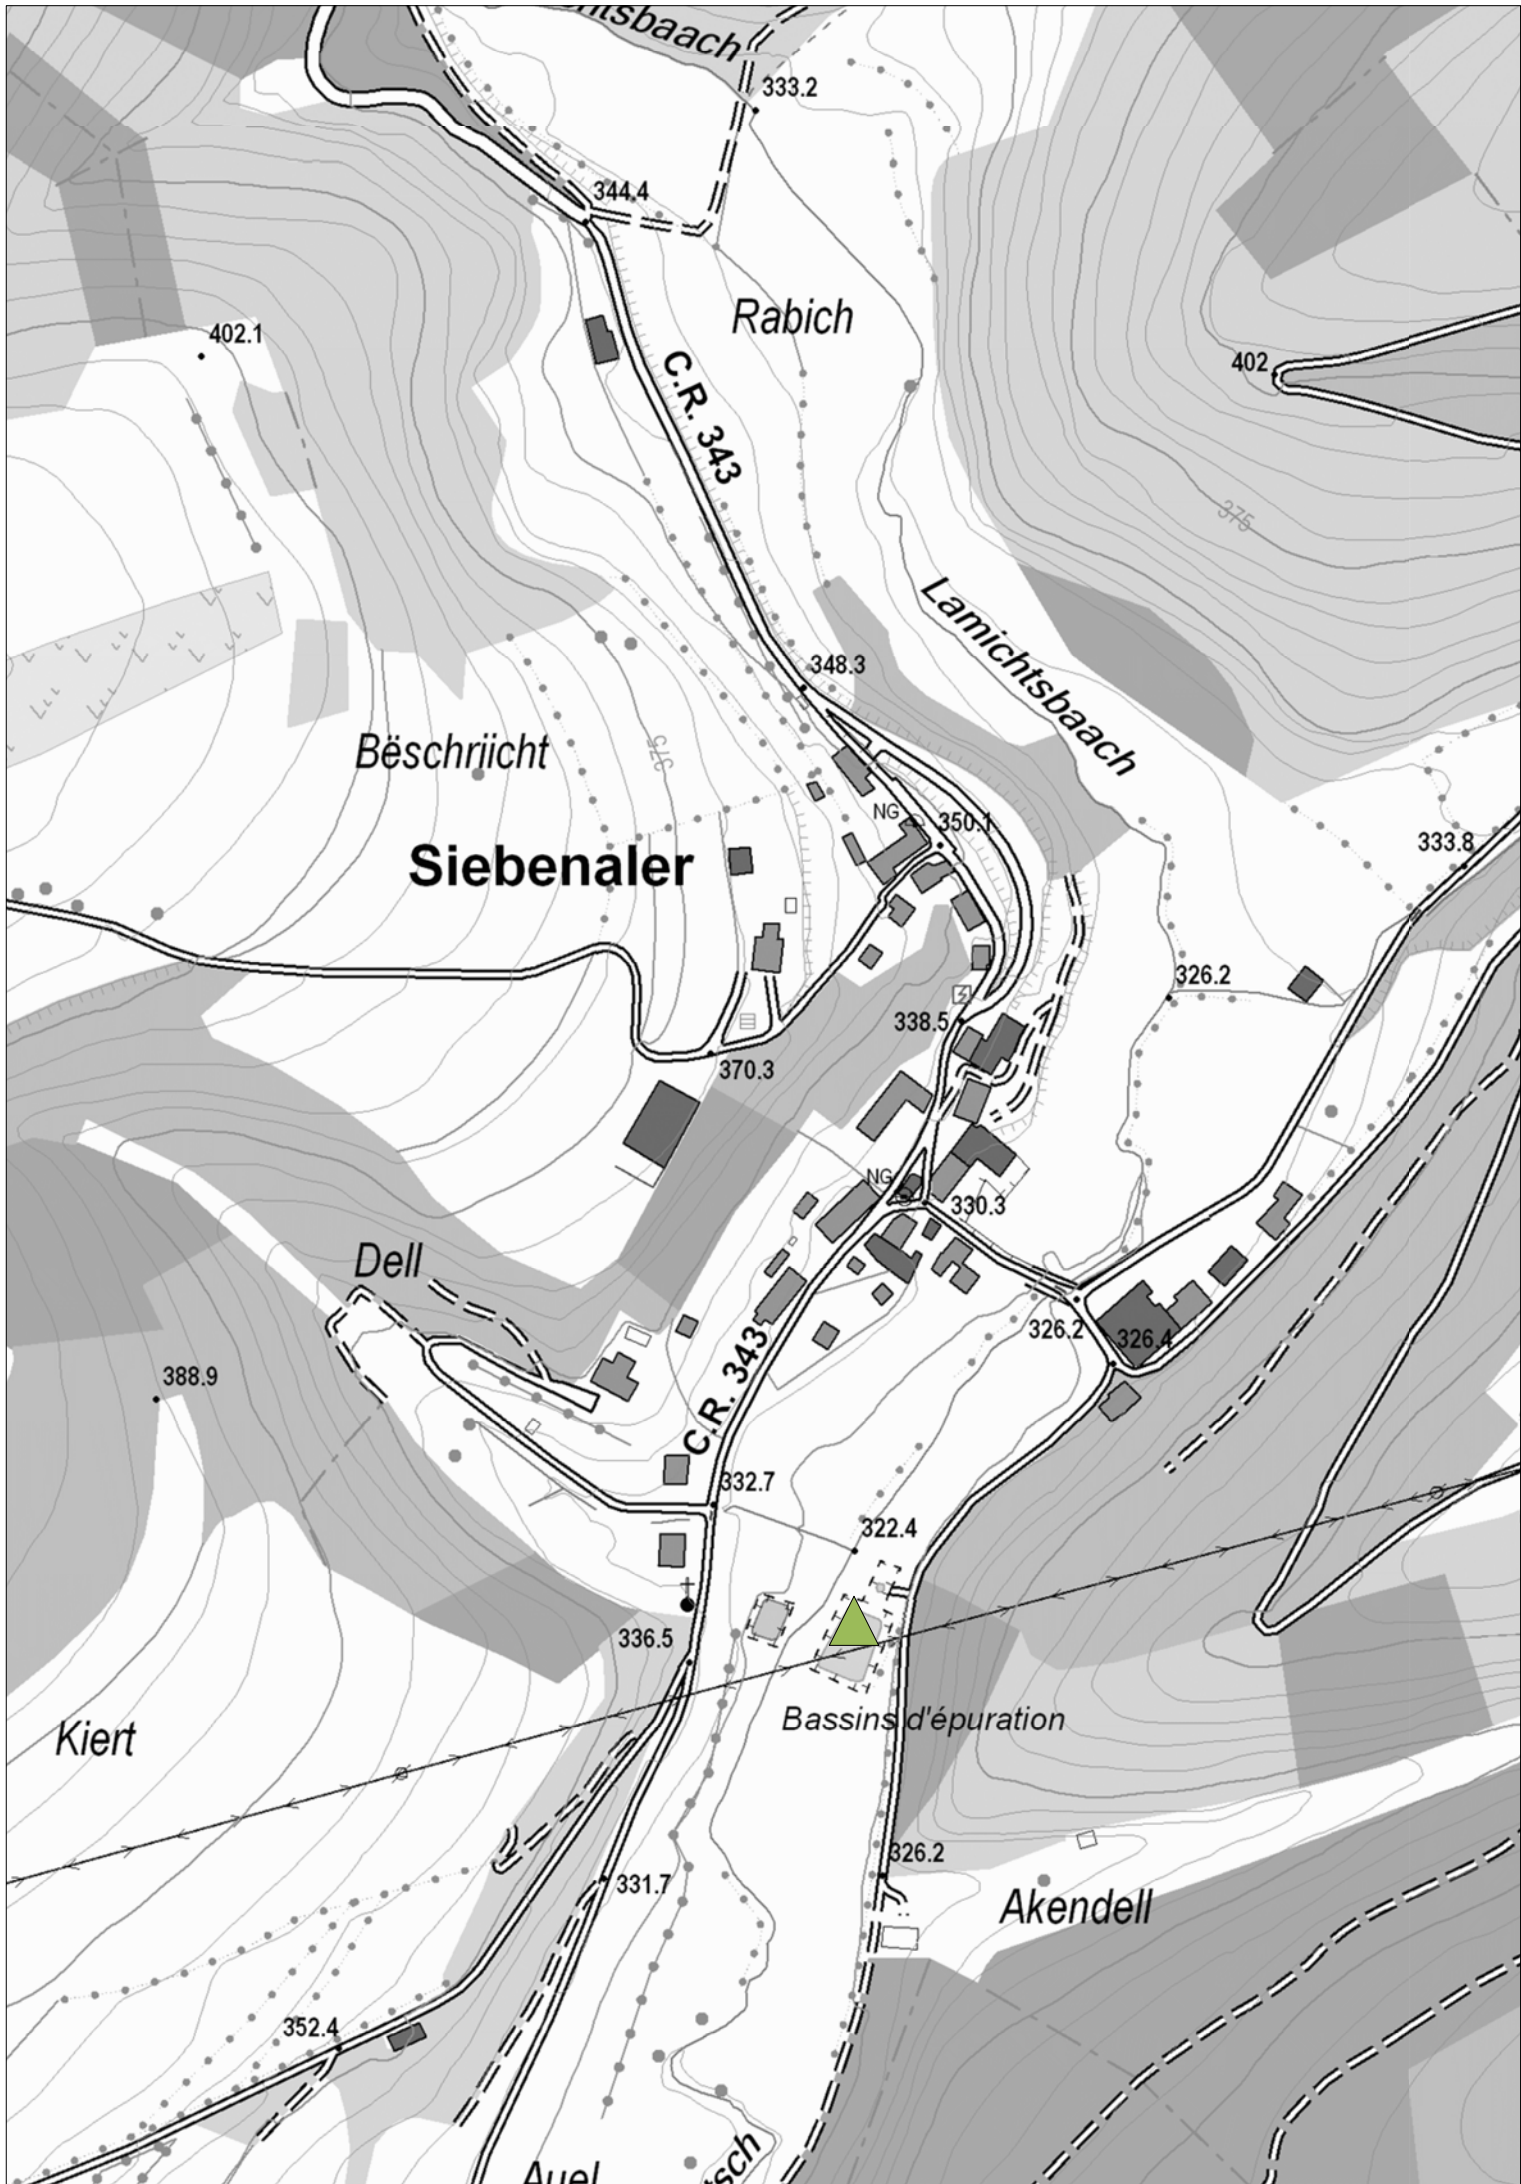 333.2
344.4
Rabich
402.1
402
C.R. 343
375
Lamichtsbaach
348.3
Bëschriicht
375
NG
350.1
333.8
Siebenaler
326.2
338.5
370.3
NG
330.3
Dell
326.2
326.4
C.R. 343
388.9
332.7
322.4
336.5
Bassins d'épuration
Kiert
326.2
331.7
Akendell
352.4
Auel